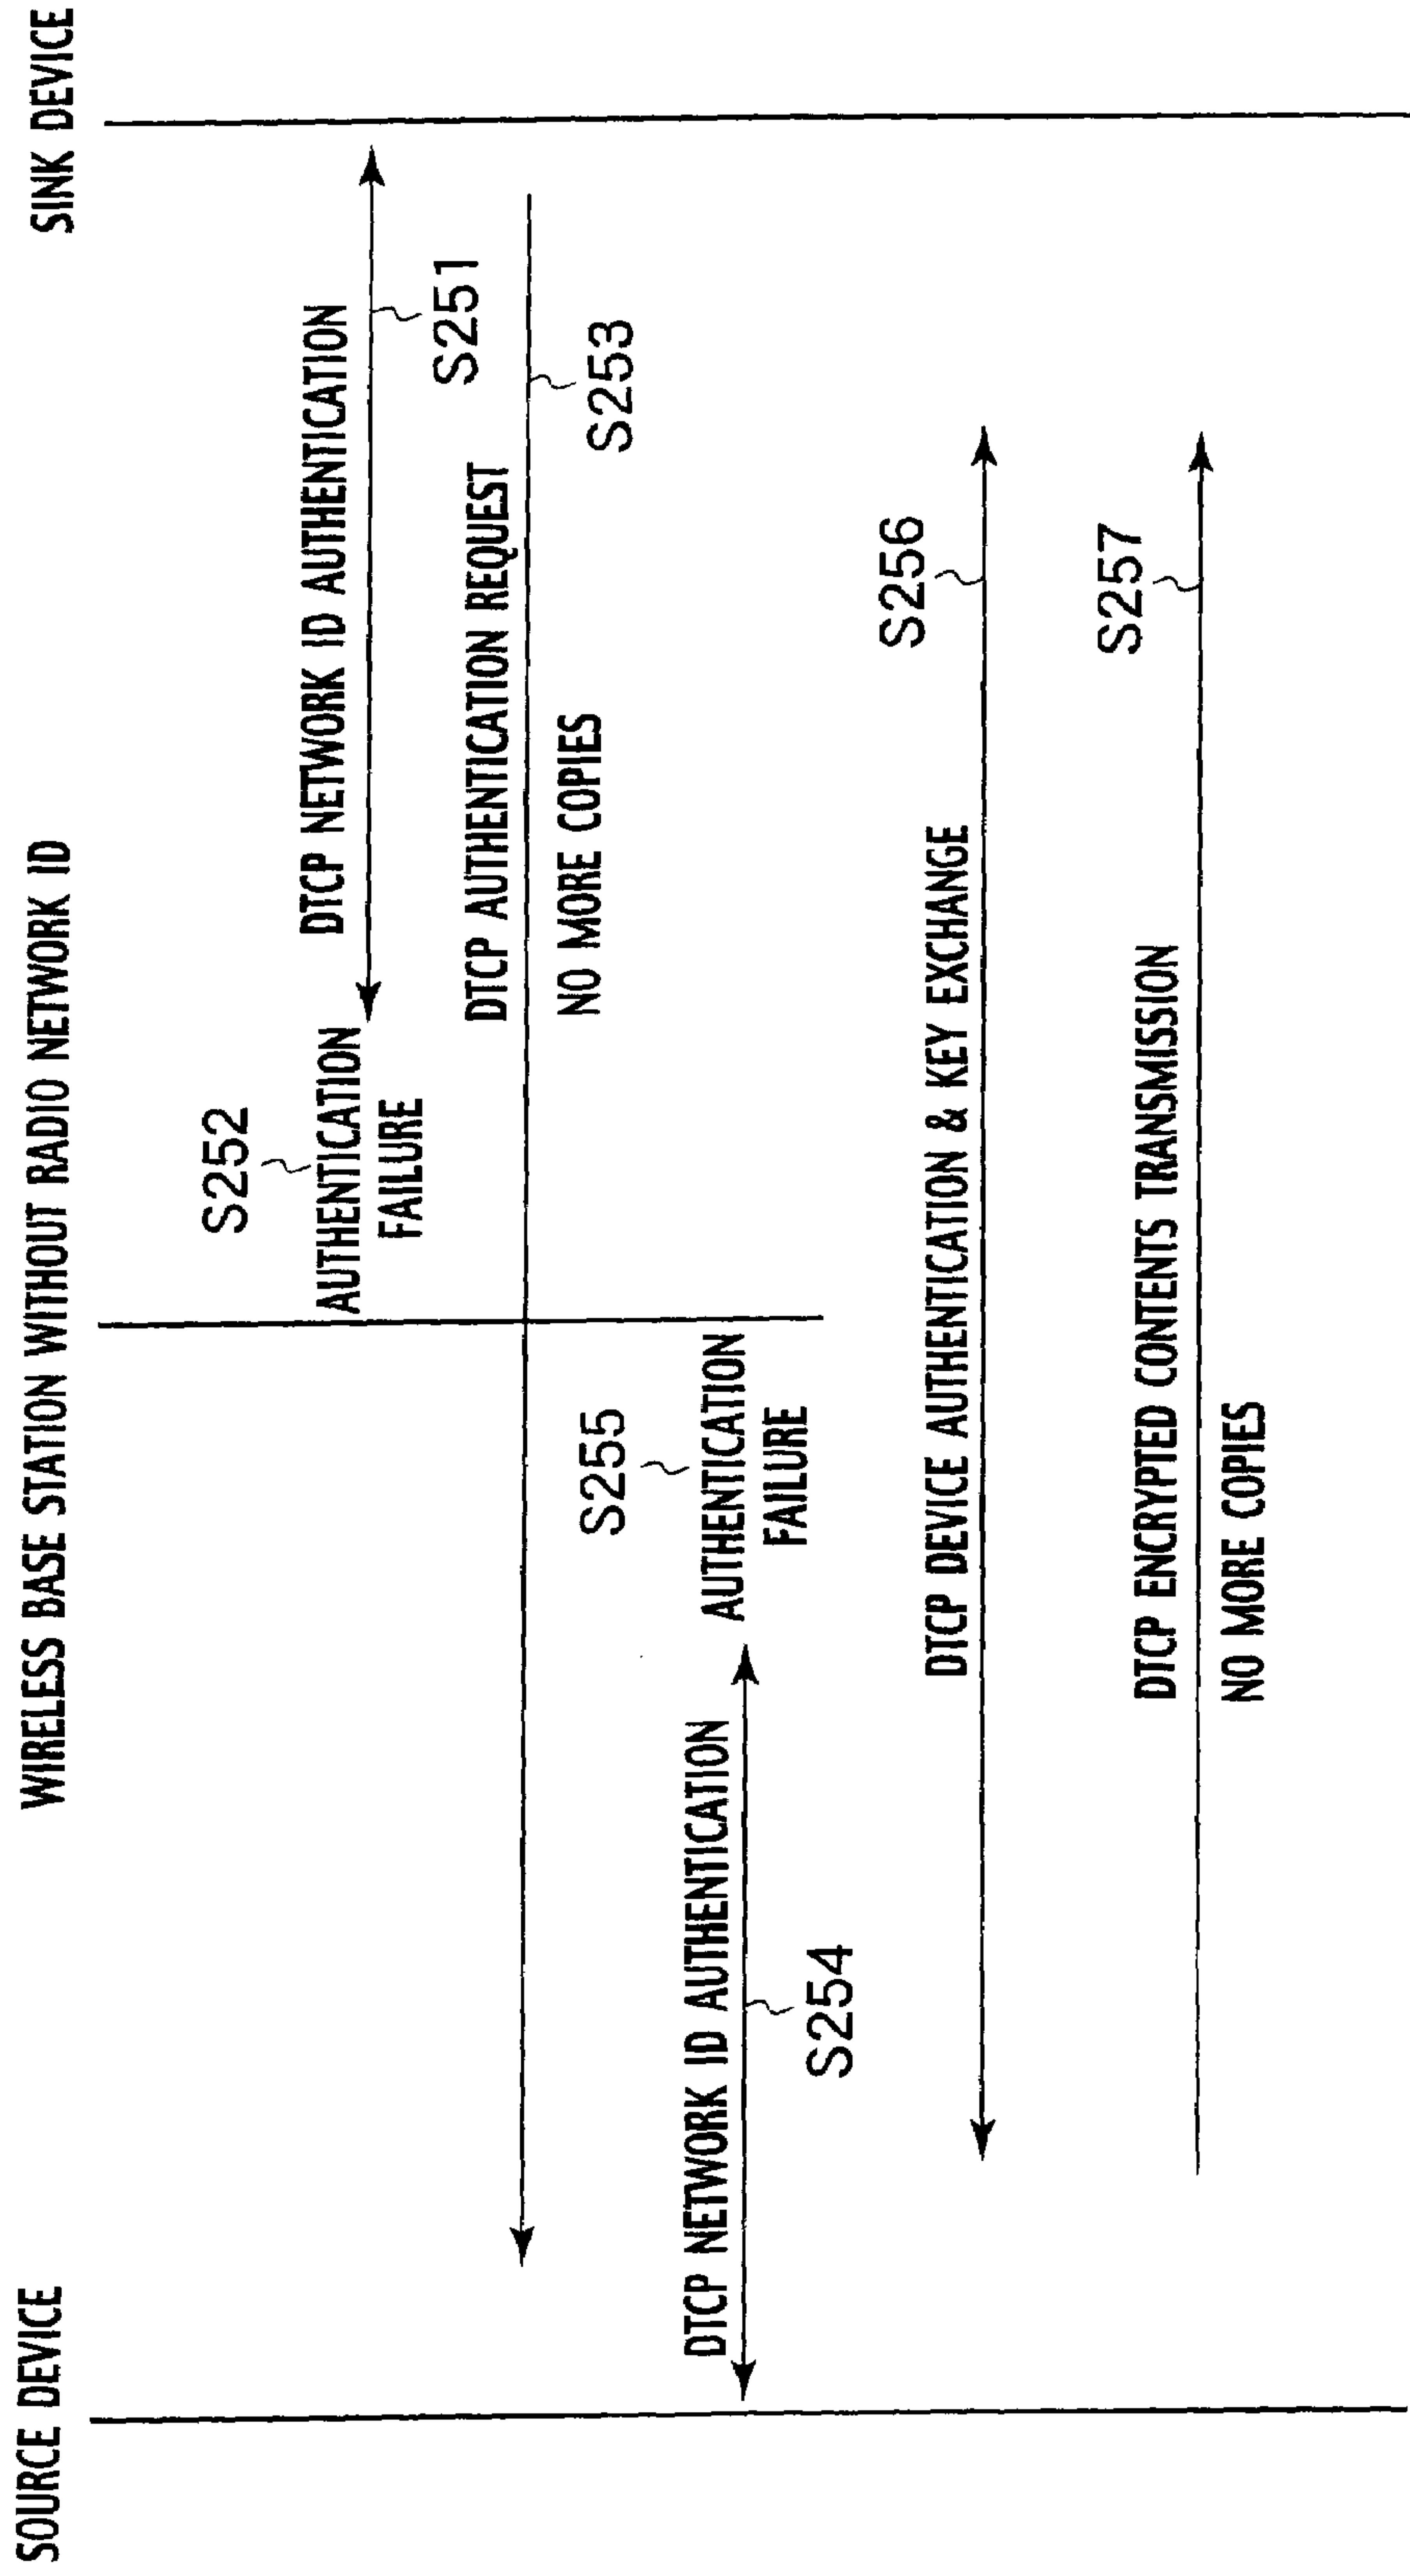 SOURCE DEVICE
WIRELESS BASE STATION WITHOUT RADIO NETWORK ID
SINK DEVICE
S252
AUTHENTICATION
FAILURE
DTCP NETWORK ID AUTHENTICATION
S251
DTCP AUTHENTICATION REQUEST
NO MORE COPIES
S253
DTCP NETWORK ID AUTHENTICATION
S254
S255
AUTHENTICATION
FAILURE
S256
DTCP DEVICE AUTHENTICATION & KEY EXCHANGE
S257
DTCP ENCRYPTED CONTENTS TRANSMISSION
NO MORE COPIES